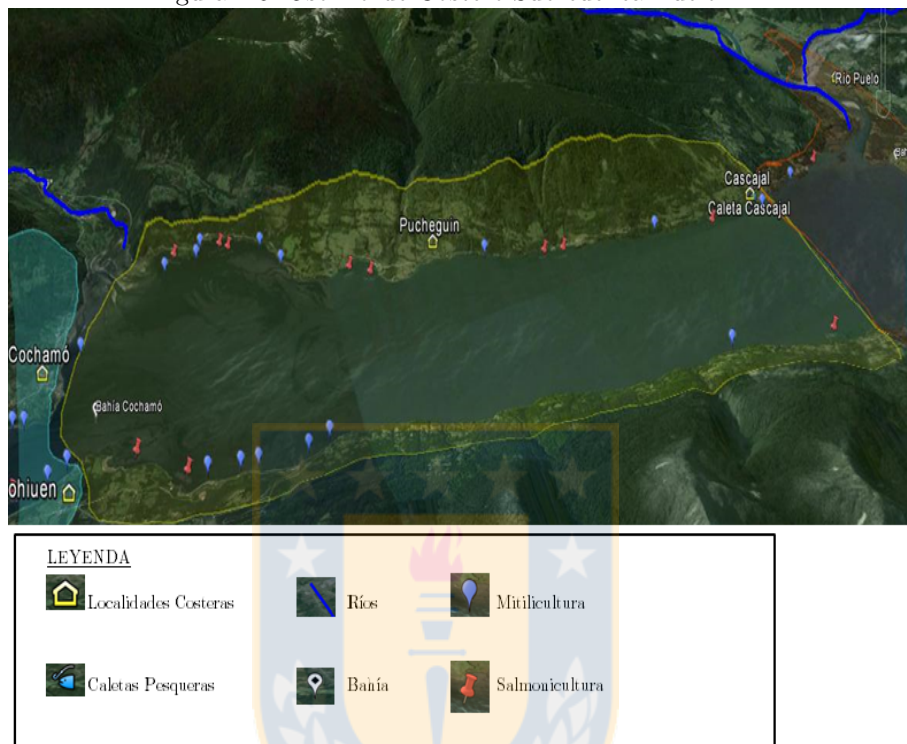 Río Puelo
Cascajal
Caleta Cascajal
Pucheguin
Cochamó
Bahía Cochamó
ohiuen
LEYENDA
Localidades Costeras
Ríos
Mitilicultura
Caletas Pesqueras
Bahía
Salmonicultura